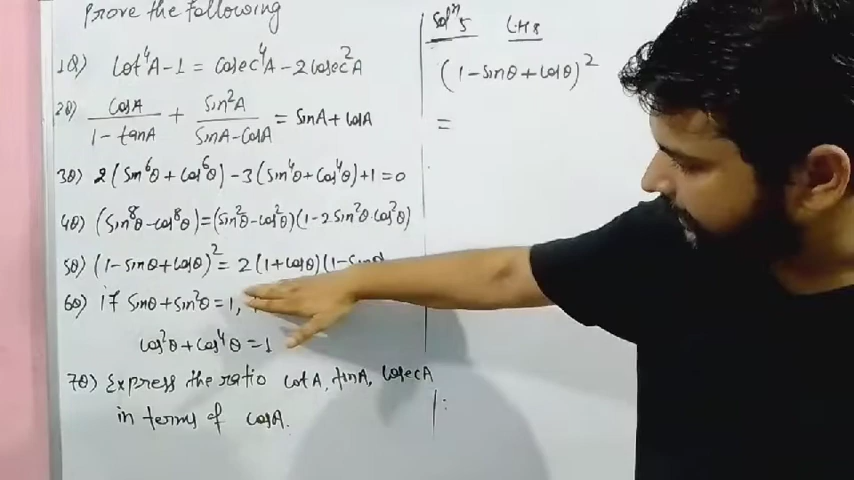 Prove the following
1Q) Cot⁴A-1 = Cosec⁴A-2Cosec²A
2Q) CosA/1-tanA + Sin²A/SinA-CosA = SinA+CosA
3Q) 2(Sin⁶θ+Cos⁶θ)-3(Sin⁴θ+Cos⁴θ)+1=0
4Q) (Sin⁸θ-Cos⁸θ)=(Sin²θ-Cos²θ)(1-2Sin²θ·Cos²θ)
5Q) (1-Sinθ+Cosθ)²=2(1+Cosθ)(1-Sinθ
6Q) if Sinθ+Sin²θ=1,
Cos²θ+Cos⁴θ=1
7Q) Express the ratio CotA, tinA, CosecA
in terms of CosA.
Solⁿ 5 LHS
(1-Sinθ+Cosθ)²
=